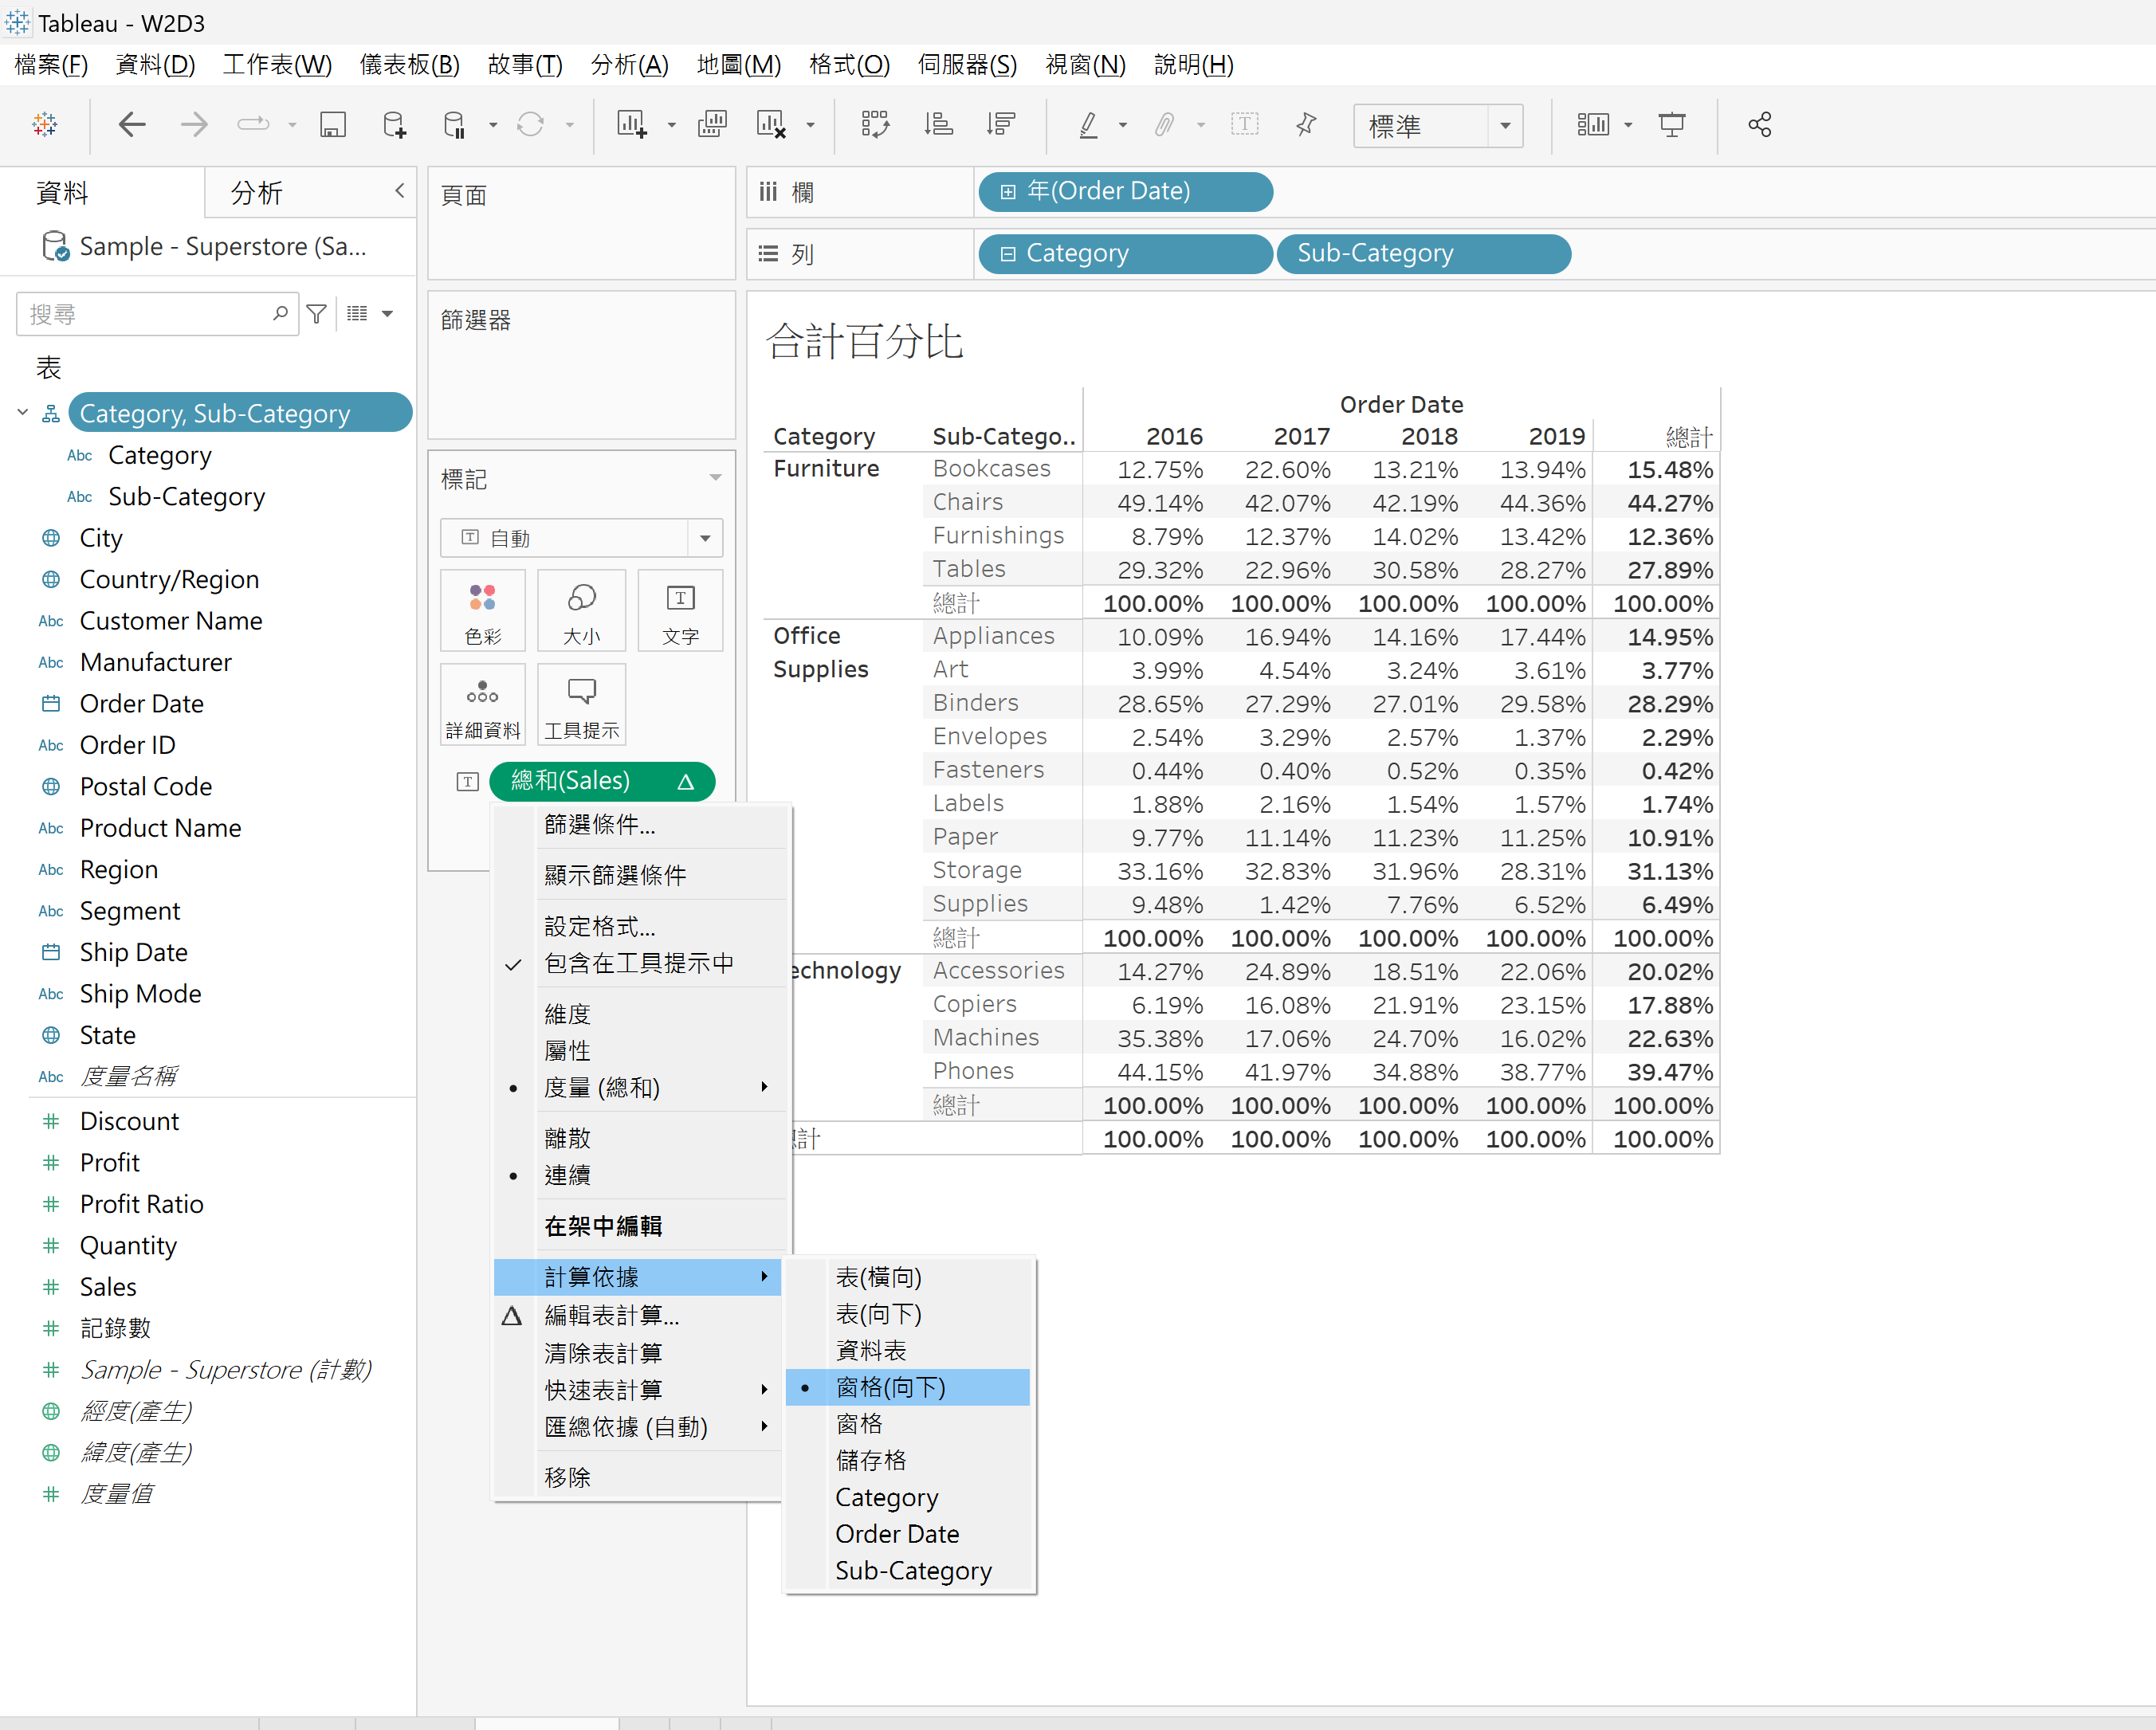 Tableau - W2D3
檔案(F) 資料(D) 工作表(W) 儀表板(B) 故事(T) 分析(A) 地圖(M) 格式(O) 伺服器(S) 視窗(N) 說明(H)
標準
資料 分析
Sample - Superstore (Sa...
搜尋
表
Category, Sub-Category
Abc Category
Abc Sub-Category
City
Country/Region
Abc Customer Name
Abc Manufacturer
Order Date
Abc Order ID
Postal Code
Abc Product Name
Abc Region
Abc Segment
Ship Date
Abc Ship Mode
State
Abc 度量名稱
Discount
Profit
Profit Ratio
Quantity
Sales
記錄數
Sample - Superstore (計數)
經度(產生)
緯度(產生)
度量值
頁面
篩選器
標記
自動
色彩 大小 文字
詳細資料 工具提示
總和(Sales)
篩選條件...
顯示篩選條件
設定格式...
包含在工具提示中
維度
屬性
度量 (總和)
離散
連續
在架中編輯
計算依據
編輯表計算...
清除表計算
快速表計算
匯總依據 (自動)
移除
表(橫向)
表(向下)
資料表
窗格(向下)
窗格
儲存格
Category
Order Date
Sub-Category
欄 年(Order Date)
列 Category Sub-Category
合計百分比
Order Date
Category Sub-Catego.. 2016 2017 2018 2019 總計
Furniture Bookcases 12.75% 22.60% 13.21% 13.94% 15.48%
Chairs 49.14% 42.07% 42.19% 44.36% 44.27%
Furnishings 8.79% 12.37% 14.02% 13.42% 12.36%
Tables 29.32% 22.96% 30.58% 28.27% 27.89%
總計 100.00% 100.00% 100.00% 100.00% 100.00%
Office Appliances 10.09% 16.94% 14.16% 17.44% 14.95%
Supplies Art 3.99% 4.54% 3.24% 3.61% 3.77%
Binders 28.65% 27.29% 27.01% 29.58% 28.29%
Envelopes 2.54% 3.29% 2.57% 1.37% 2.29%
Fasteners 0.44% 0.40% 0.52% 0.35% 0.42%
Labels 1.88% 2.16% 1.54% 1.57% 1.74%
Paper 9.77% 11.14% 11.23% 11.25% 10.91%
Storage 33.16% 32.83% 31.96% 28.31% 31.13%
Supplies 9.48% 1.42% 7.76% 6.52% 6.49%
總計 100.00% 100.00% 100.00% 100.00% 100.00%
echnology Accessories 14.27% 24.89% 18.51% 22.06% 20.02%
Copiers 6.19% 16.08% 21.91% 23.15% 17.88%
Machines 35.38% 17.06% 24.70% 16.02% 22.63%
Phones 44.15% 41.97% 34.88% 38.77% 39.47%
總計 100.00% 100.00% 100.00% 100.00% 100.00%
計 100.00% 100.00% 100.00% 100.00% 100.00%